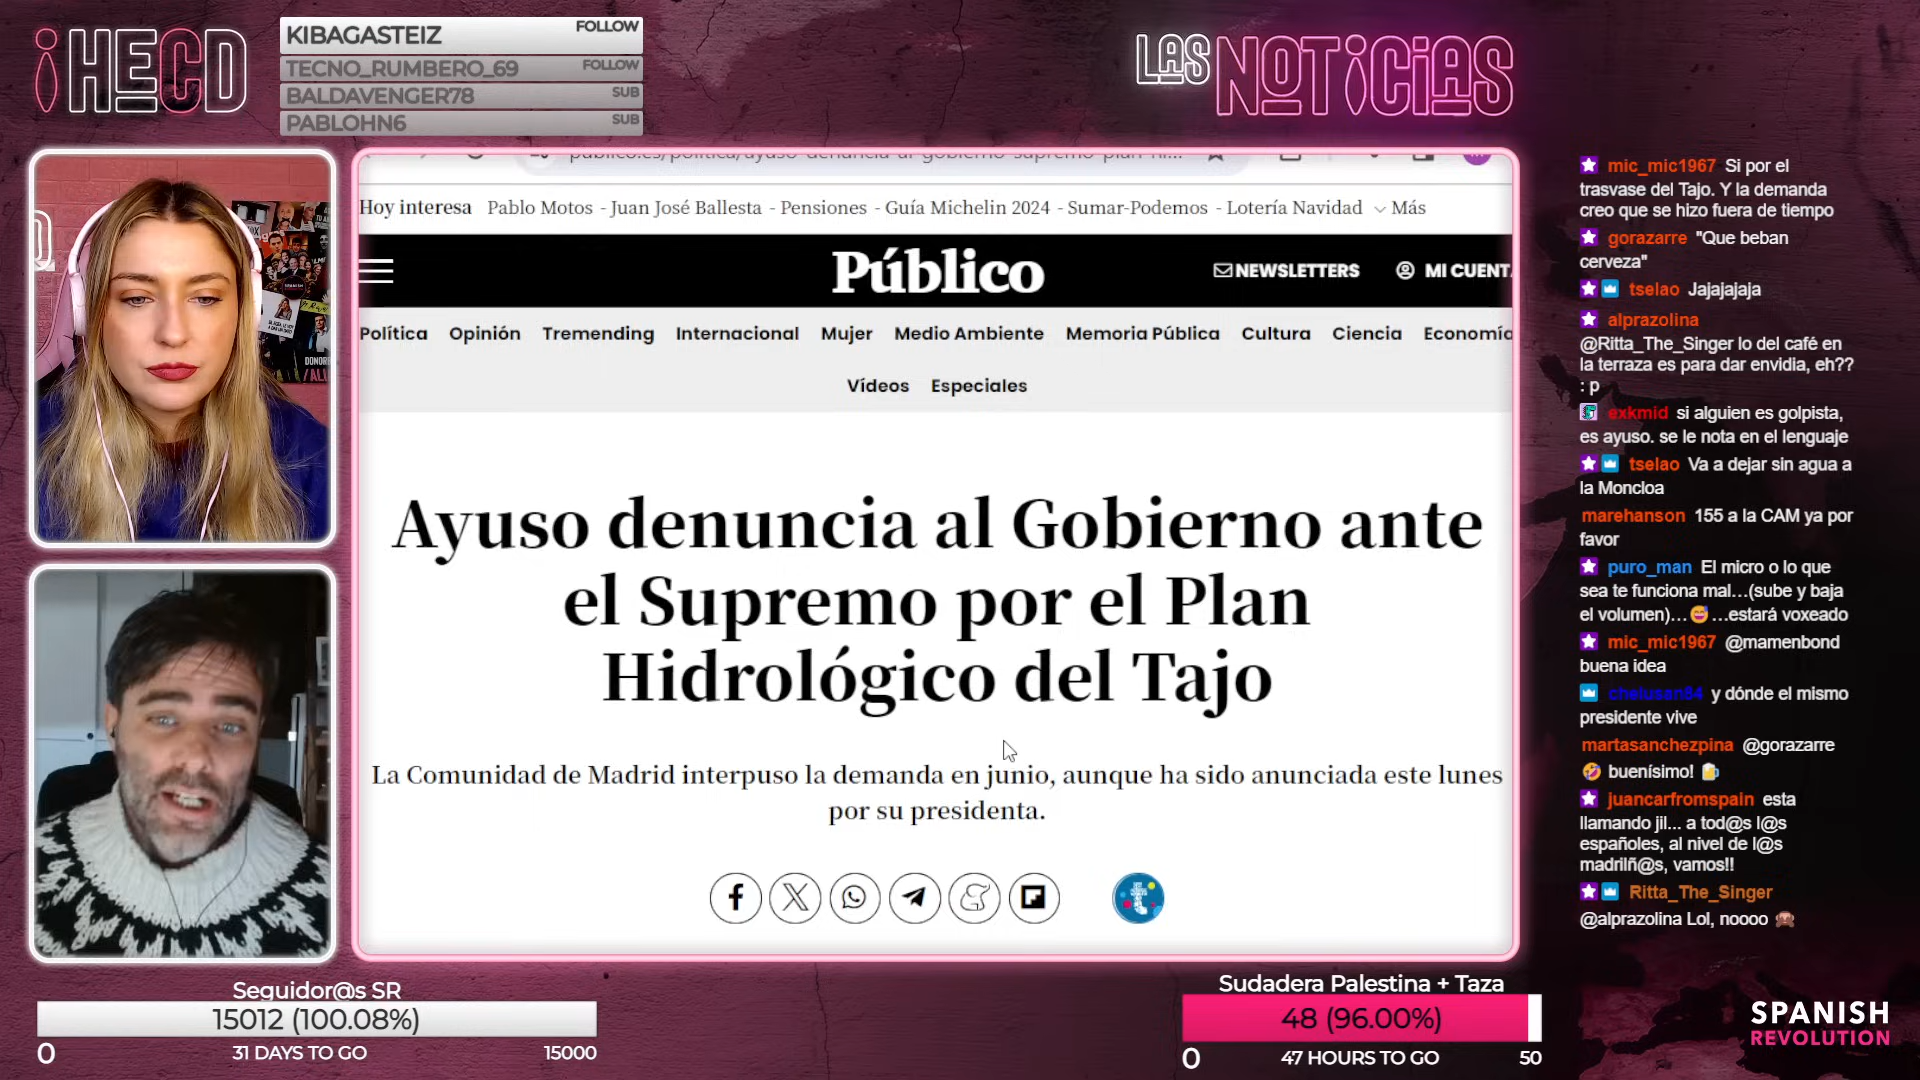 ¡HECD
KIBAGASTEIZ FOLLOW
TECNO_RUMBERO_69 FOLLOW
BALDAVENGER78 SUB
PABLOHN6 SUB
LAS NOTICIAS
Hoy interesa Pablo Motos - Juan José Ballesta - Pensiones - Guía Michelin 2024 - Sumar-Podemos - Lotería Navidad Más
Público
NEWSLETTERS
MI CUENT
Política Opinión Tremending Internacional Mujer Medio Ambiente Memoria Pública Cultura Ciencia Economía
Vídeos Especiales
Ayuso denuncia al Gobierno ante
el Supremo por el Plan
Hidrológico del Tajo
La Comunidad de Madrid interpuso la demanda en junio, aunque ha sido anunciada este lunes
por su presidenta.
mic_mic1967 Si por el
trasvase del Tajo. Y la demanda
creo que se hizo fuera de tiempo
gorazarre "Que beban
cerveza"
tselao Jajajajaja
alprazolina
@Ritta_The_Singer lo del café en
la terraza es para dar envidia, eh??
: p
exkmid si alguien es golpista,
es ayuso. se le nota en el lenguaje
tselao Va a dejar sin agua a
la Moncloa
marehanson 155 a la CAM ya por
favor
puro_man El micro o lo que
sea te funciona mal...(sube y baja
el volumen)...😅...estará voxeado
mic_mic1967 @mamenbond
buena idea
chelusan84 y dónde el mismo
presidente vive
martasanchezpina @gorazarre
🤣 buenísimo! 🍺
juancarfromspain esta
llamando jil... a tod@s l@s
españoles, al nivel de l@s
madrilñ@s, vamos!!
Ritta_The_Singer
@alprazolina Lol, noooo 🙈
Seguidor@s SR
15012 (100.08%)
0 31 DAYS TO GO 15000
Sudadera Palestina + Taza
48 (96.00%)
0 47 HOURS TO GO 50
SPANISH
REVOLUTION